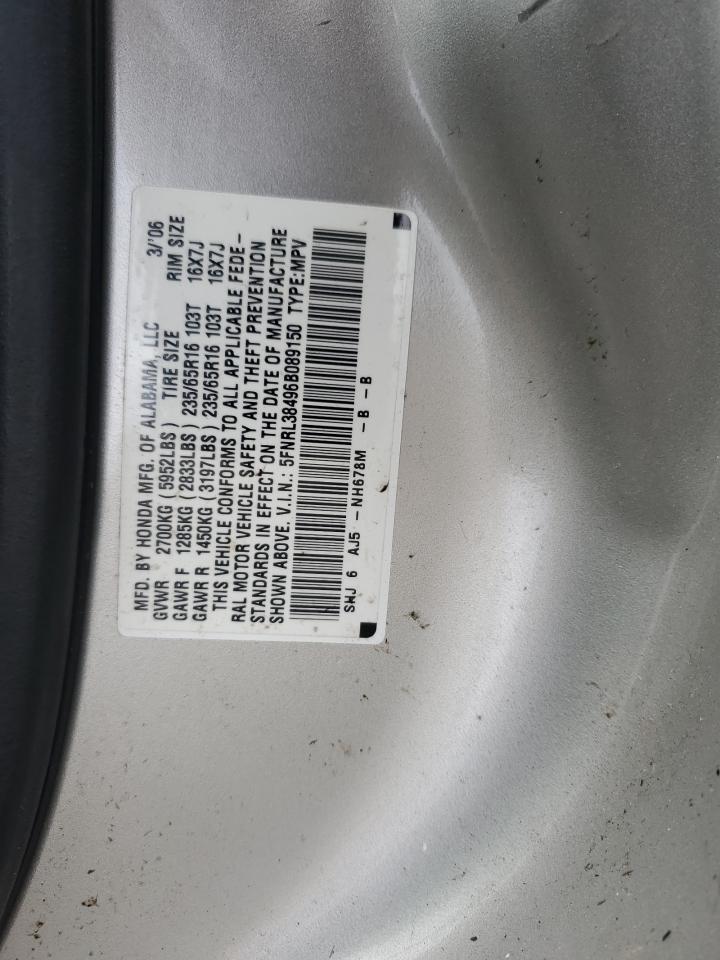 MFD. BY HONDA MFG. OF ALABAMA, LLC 3/'06
GVWR 2700KG (5952LBS) TIRE SIZE RIM SIZE
GAWR F 1285KG (2833LBS) 235/65R16 103T 16X7J
GAWR R 1450KG (3197LBS) 235/65R16 103T 16X7J
THIS VEHICLE CONFORMS TO ALL APPLICABLE FEDE-
RAL MOTOR VEHICLE SAFETY AND THEFT PREVENTION
STANDARDS IN EFFECT ON THE DATE OF MANUFACTURE
SHOWN ABOVE. V.I.N.: 5FNRL38496B089150 TYPE:MPV
SHJ 6 AJ5 -NH678M -B -B